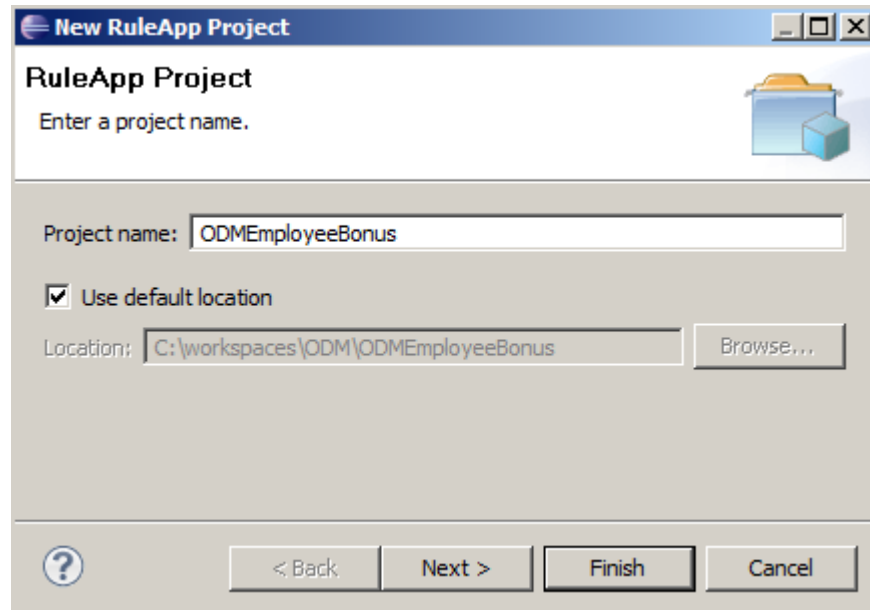 New RuleApp Project
RuleApp Project
Enter a project name.
Project name: ODMEmployeeBonus
Use default location
Location: C:\workspaces\ODM\ODMEmployeeBonus Browse...
? < Back Next > Finish Cancel